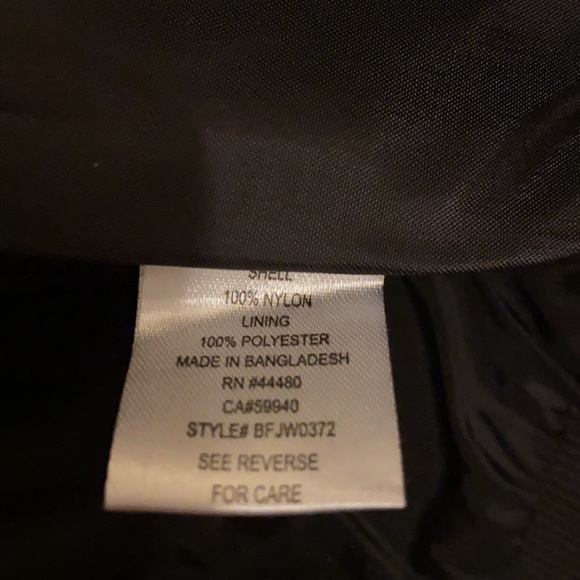 SHELL
100% NYLON
LINING
100% POLYESTER
MADE IN BANGLADESH
RN #44480
CA#59940
STYLE# BFJW0372
SEE REVERSE
FOR CARE